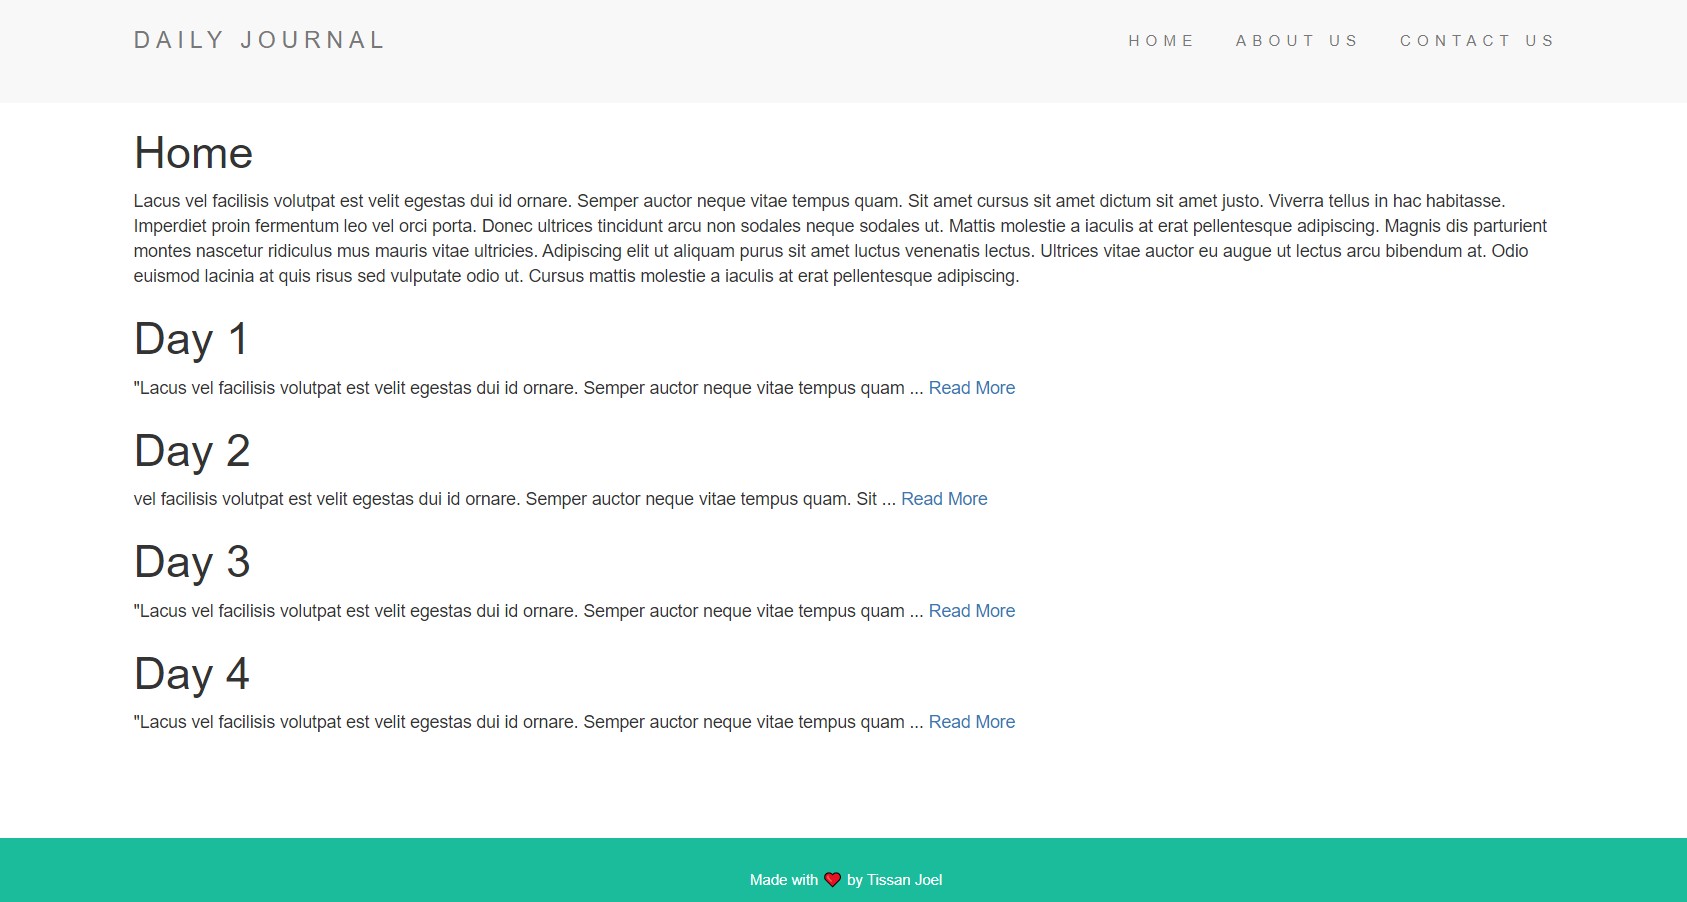 DAILY JOURNAL
HOME ABOUT US CONTACT US
Home
Lacus vel facilisis volutpat est velit egestas dui id ornare. Semper auctor neque vitae tempus quam. Sit amet cursus sit amet dictum sit amet justo. Viverra tellus in hac habitasse.
Imperdiet proin fermentum leo vel orci porta. Donec ultrices tincidunt arcu non sodales neque sodales ut. Mattis molestie a iaculis at erat pellentesque adipiscing. Magnis dis parturient
montes nascetur ridiculus mus mauris vitae ultricies. Adipiscing elit ut aliquam purus sit amet luctus venenatis lectus. Ultrices vitae auctor eu augue ut lectus arcu bibendum at. Odio
euismod lacinia at quis risus sed vulputate odio ut. Cursus mattis molestie a iaculis at erat pellentesque adipiscing.
Day 1
"Lacus vel facilisis volutpat est velit egestas dui id ornare. Semper auctor neque vitae tempus quam ... Read More
Day 2
vel facilisis volutpat est velit egestas dui id ornare. Semper auctor neque vitae tempus quam. Sit ... Read More
Day 3
"Lacus vel facilisis volutpat est velit egestas dui id ornare. Semper auctor neque vitae tempus quam ... Read More
Day 4
"Lacus vel facilisis volutpat est velit egestas dui id ornare. Semper auctor neque vitae tempus quam ... Read More
Made with ❤️ by Tissan Joel